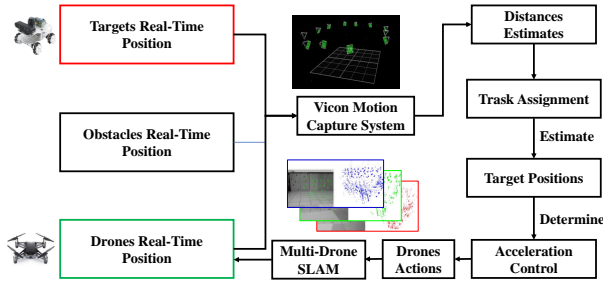 Targets Real-Time
Position
Obstacles Real-Time
Position
Drones Real-Time
Position
Vicon Motion
Capture System
Distances
Estimates
Trask Assignment
Estimate
Target Positions
Determine
Acceleration
Control
Drones
Actions
Multi-Drone
SLAM